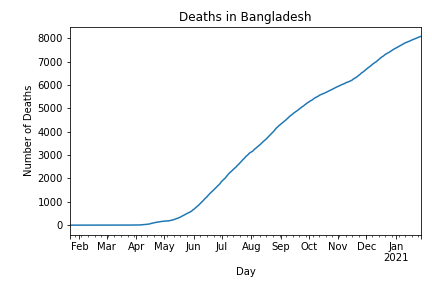 Deaths in Bangladesh
8000
7000
6000
5000
4000
3000
2000
1000
0
Number of Deaths
Feb Mar Apr May Jun Jul Aug Sep Oct Nov Dec Jan
2021
Day